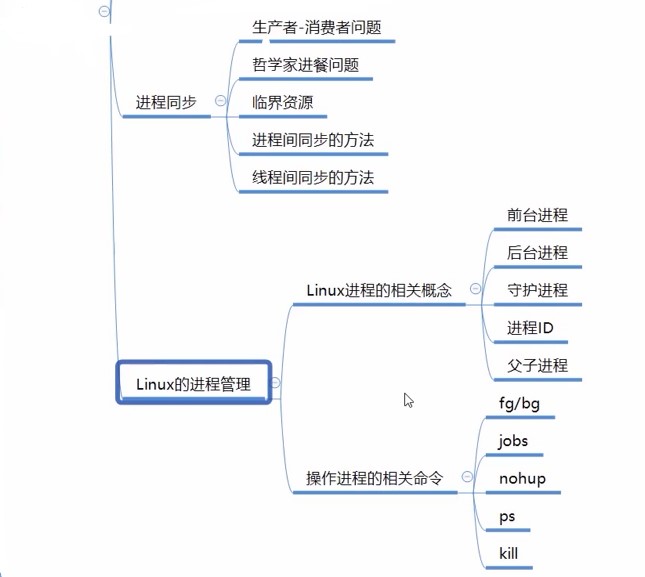 生产者-消费者问题
哲学家进餐问题
进程同步
临界资源
进程间同步的方法
线程间同步的方法
前台进程
后台进程
Linux进程的相关概念
守护进程
进程ID
父子进程
Linux的进程管理
fg/bg
jobs
操作进程的相关命令
nohup
ps
kill